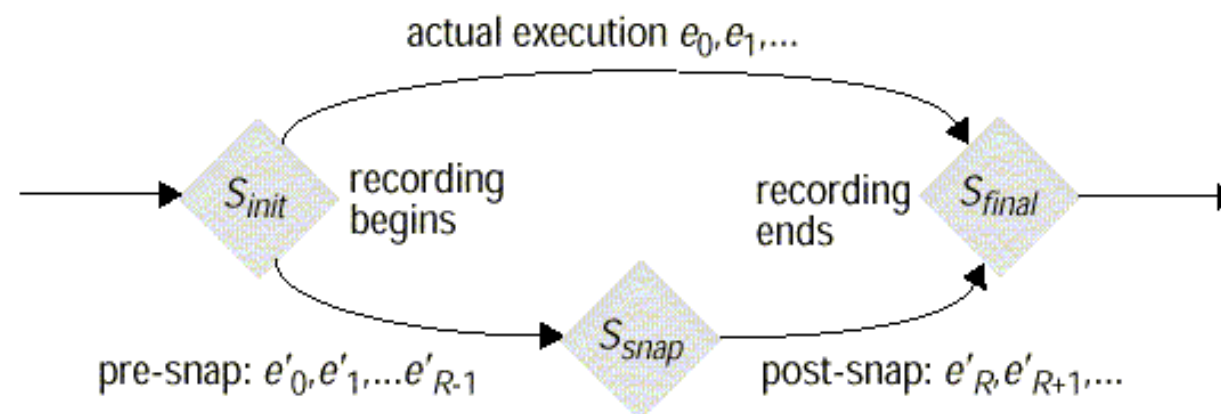 actual execution e0,e1,...
Sinit
recording
begins
recording
ends
Sfinal
Ssnap
pre-snap: e'0,e'1,...e'R-1
post-snap: e'R,e'R+1,...